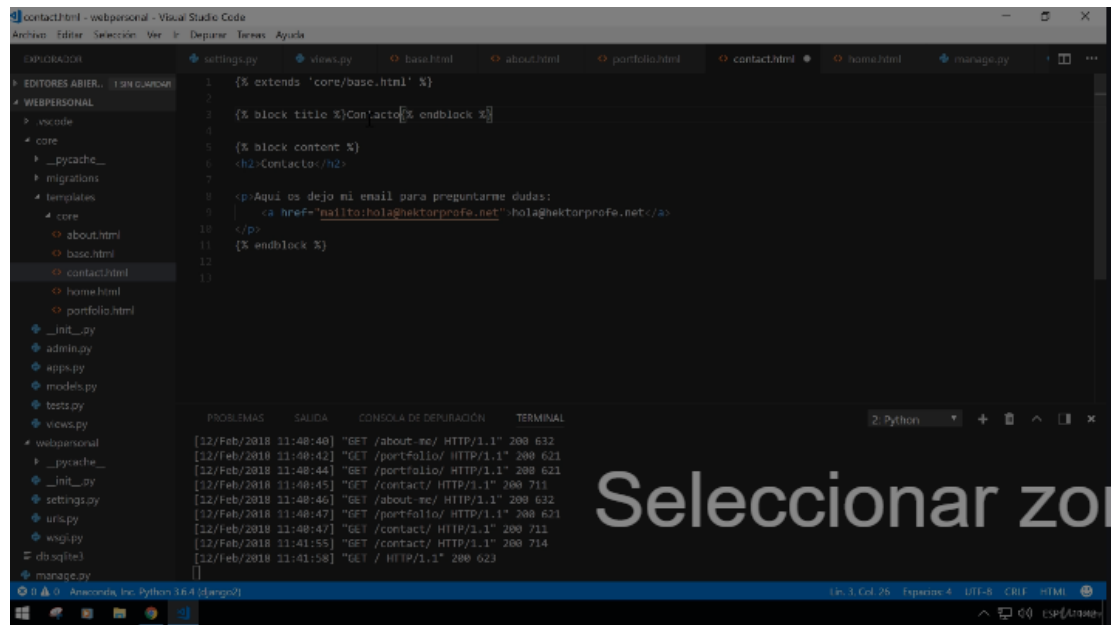 contact.html - webpersonal - Visual Studio Code
Archivo Editar Selección Ver Ir Depurar Tareas Ayuda
EXPLORADOR
settings.py views.py base.html about.html portfolio.html contact.html home.html manage.py
EDITORES ABIER.. 1 SIN GUARDAR
WEBPERSONAL
.vscode
core
__pycache__
migrations
templates
core
about.html
base.html
contact.html
home.html
portfolio.html
__init__.py
admin.py
apps.py
models.py
tests.py
views.py
webpersonal
__pycache__
__init__.py
settings.py
urls.py
wsgi.py
db.sqlite3
manage.py
1 {% extends 'core/base.html' %}
2
3 {% block title %}Contacto{% endblock %}
4
5 {% block content %}
6 <h2>Contacto</h2>
7
8 <p>Aquí os dejo mi email para preguntarme dudas:
9 <a href="mailto:hola@hektorprofe.net">hola@hektorprofe.net</a>
10 </p>
11 {% endblock %}
12
13
PROBLEMAS SALIDA CONSOLA DE DEPURACIÓN TERMINAL 2: Python
[12/Feb/2018 11:40:40] "GET /about-me/ HTTP/1.1" 200 632
[12/Feb/2018 11:40:42] "GET /portfolio/ HTTP/1.1" 200 621
[12/Feb/2018 11:40:44] "GET /portfolio/ HTTP/1.1" 200 621
[12/Feb/2018 11:40:45] "GET /contact/ HTTP/1.1" 200 711
[12/Feb/2018 11:40:46] "GET /about-me/ HTTP/1.1" 200 632
[12/Feb/2018 11:40:47] "GET /portfolio/ HTTP/1.1" 200 621
[12/Feb/2018 11:40:47] "GET /contact/ HTTP/1.1" 200 711
[12/Feb/2018 11:41:55] "GET /contact/ HTTP/1.1" 200 714
[12/Feb/2018 11:41:58] "GET / HTTP/1.1" 200 623
Seleccionar zo
0 0 Anaconda, Inc. Python 3.6.4 (django2) Lín. 3, Col. 26 Espacios: 4 UTF-8 CRLF HTML
ESP